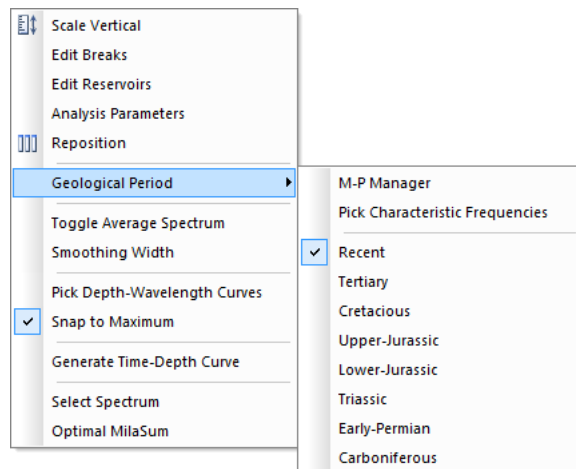 Scale Vertical
Edit Breaks
Edit Reservoirs
Analysis Parameters
Reposition
Geological Period
Toggle Average Spectrum
Smoothing Width
Pick Depth-Wavelength Curves
Snap to Maximum
Generate Time-Depth Curve
Select Spectrum
Optimal MilaSum
M-P Manager
Pick Characteristic Frequencies
Recent
Tertiary
Cretacious
Upper-Jurassic
Lower-Jurassic
Triassic
Early-Permian
Carboniferous